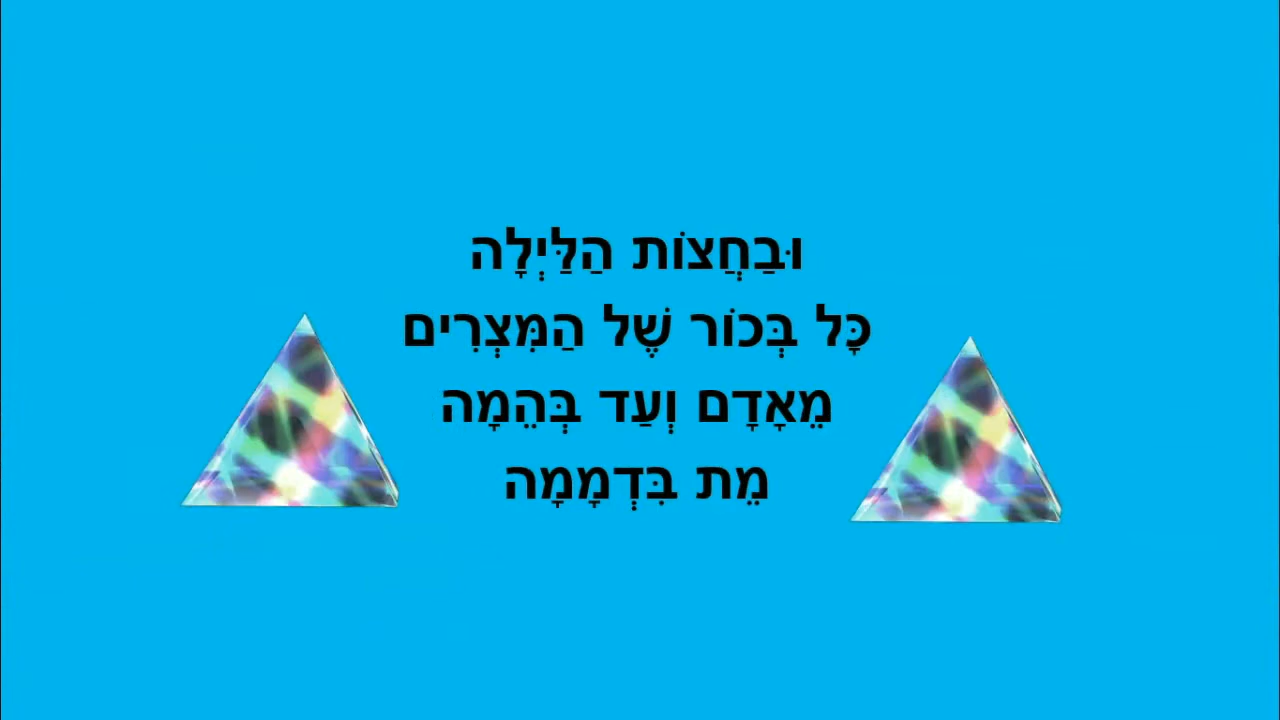 וּבַחֲצוֹת הַלַּיְלָה
כָּל בְּכוֹר שֶׁל הַמִּצְרִים
מֵאָדָם וְעַד בְּהֵמָה
מֵת בִּדְמָמָה